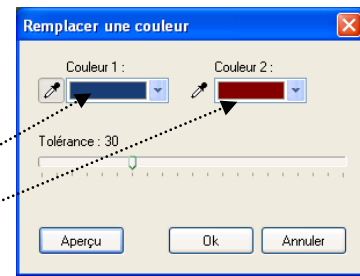 Remplacer une couleur
Couleur 1 : Couleur 2 :
Tolérance : 30
Aperçu Ok Annuler